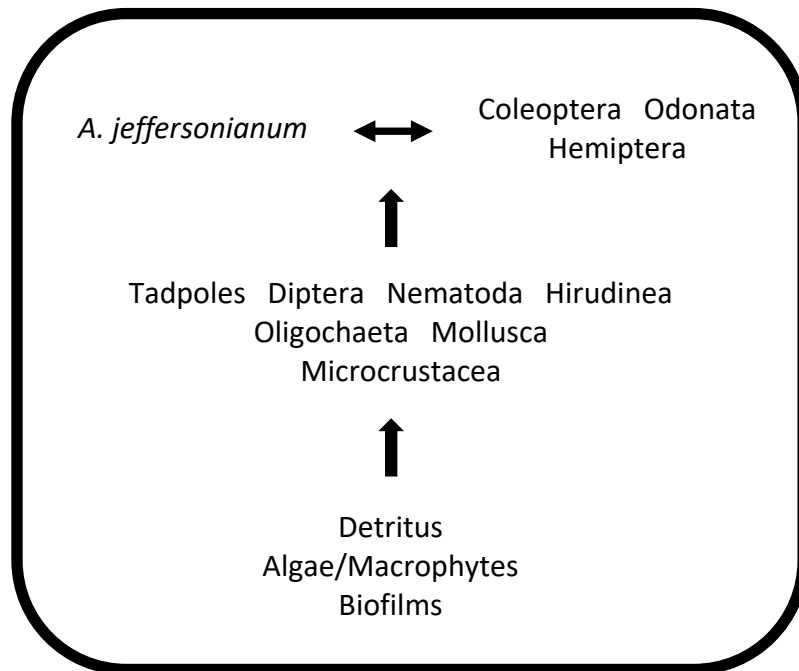 A. jeffersonianum
Coleoptera Odonata
Hemiptera
Tadpoles Diptera Nematoda Hirudinea
Oligochaeta Mollusca
Microcrustacea
Detritus
Algae/Macrophytes
Biofilms